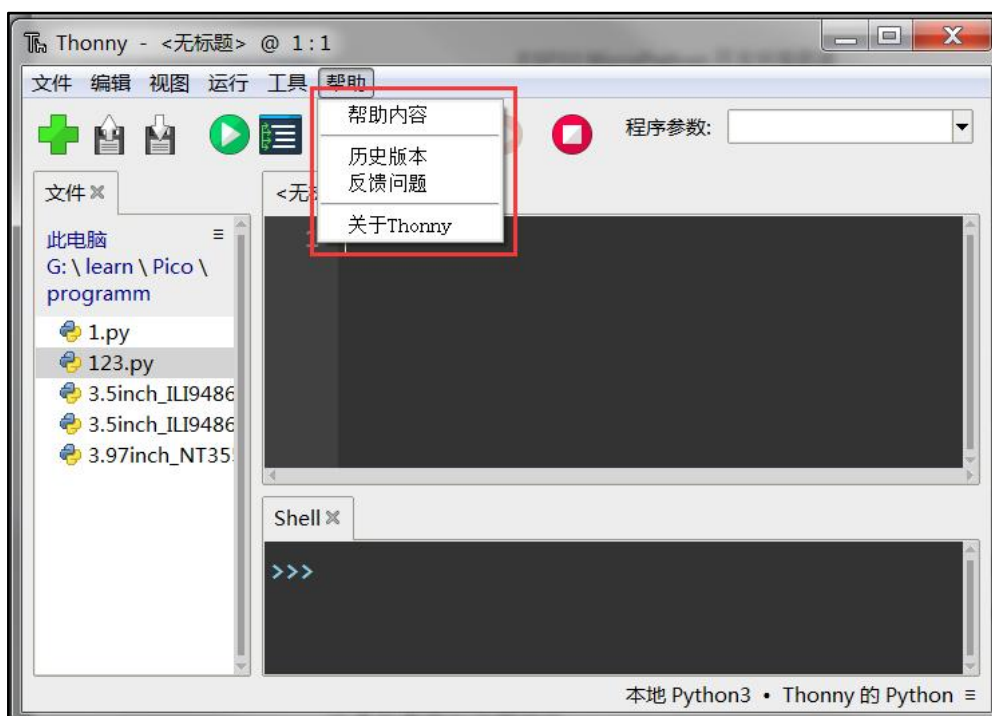 Thonny - <无标题> @ 1:1
文件 编辑 视图 运行 工具 帮助
帮助内容
历史版本
反馈问题
关于Thonny
程序参数:
文件
此电脑
G: \ learn \ Pico \
programm
1.py
123.py
3.5inch_ILI9486
3.5inch_ILI9486
3.97inch_NT35
<无
1
Shell
>>>
本地 Python3 • Thonny 的 Python ≡